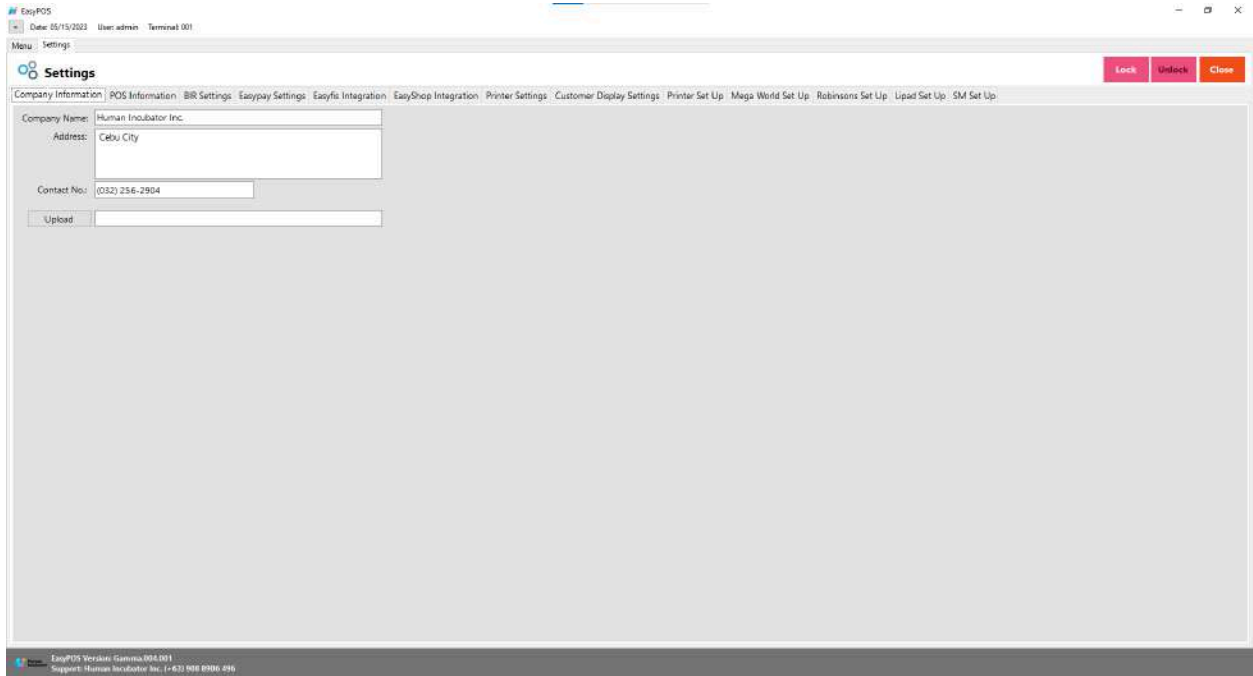 EasyPOS
Date: 05/15/2023 User: admin Terminal: 001
Menu Settings
Settings
Lock Unlock Close
Company Information POS Information BIR Settings Easypay Settings Easyfis Integration EasyShop Integration Printer Settings Customer Display Settings Printer Set Up Mega World Set Up Robinsons Set Up Lipad Set Up SM Set Up
Company Name: Human Incubator Inc.
Address: Cebu City
Contact No.: (032) 256-2904
Upload
EasyPOS Version: Gamma.004.001
Support: Human Incubator Inc. (+63) 908 8906 496